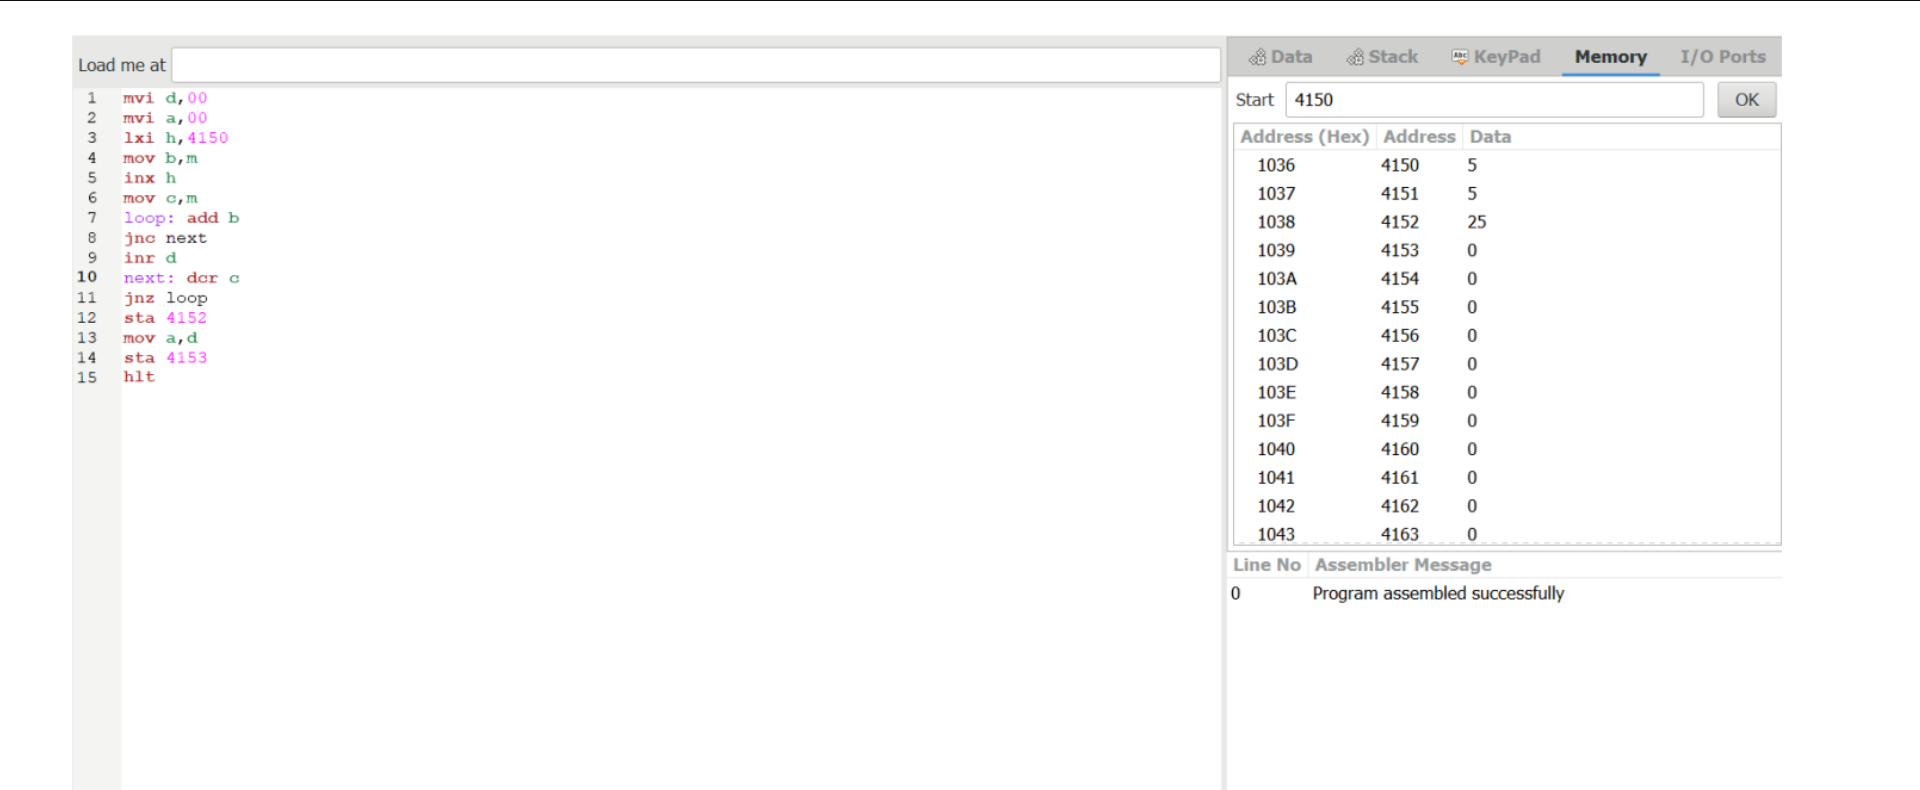 Load me at
1 mvi d,00
2 mvi a,00
3 lxi h,4150
4 mov b,m
5 inx h
6 mov c,m
7 loop: add b
8 jnc next
9 inr d
10 next: dcr c
11 jnz loop
12 sta 4152
13 mov a,d
14 sta 4153
15 hlt
Data Stack Abc KeyPad Memory I/O Ports
Start 4150 OK
Address (Hex) Address Data
1036 4150 5
1037 4151 5
1038 4152 25
1039 4153 0
103A 4154 0
103B 4155 0
103C 4156 0
103D 4157 0
103E 4158 0
103F 4159 0
1040 4160 0
1041 4161 0
1042 4162 0
1043 4163 0
Line No Assembler Message
0 Program assembled successfully